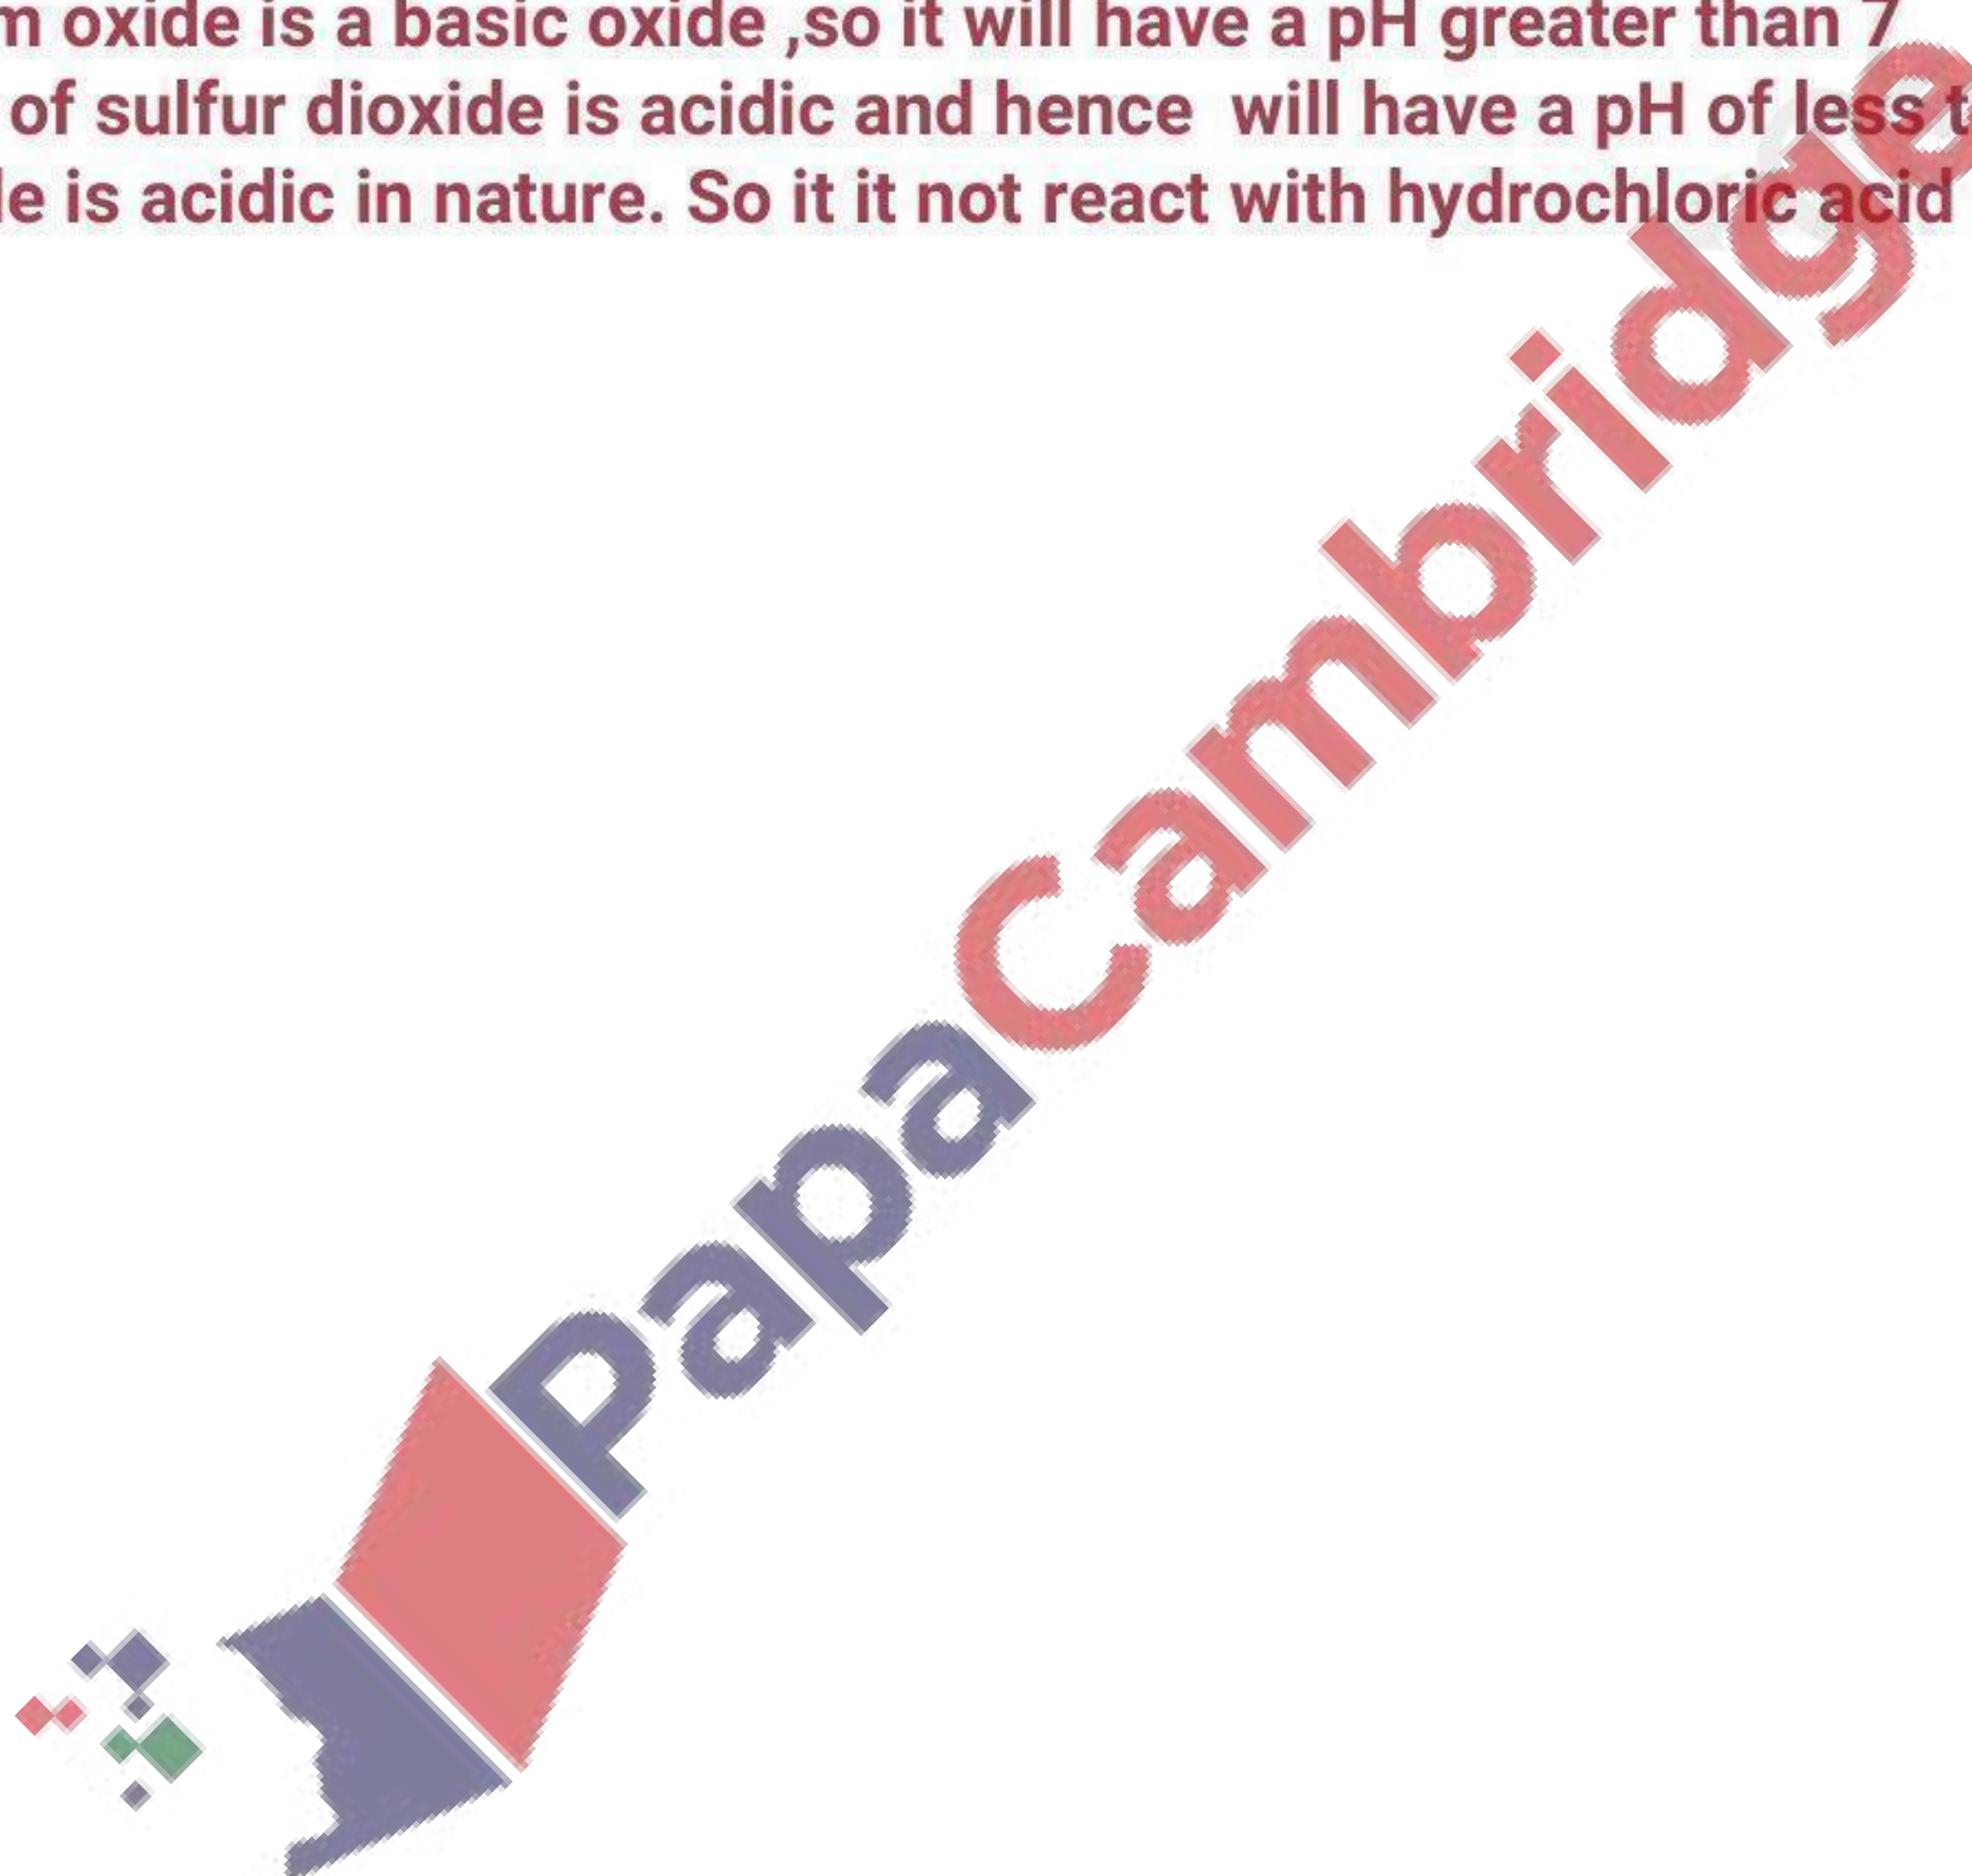 m oxide is a basic oxide ,so it will have a pH greater than 7
of sulfur dioxide is acidic and hence will have a pH of less t
le is acidic in nature. So it it not react with hydrochloric acid
PapaCambridge